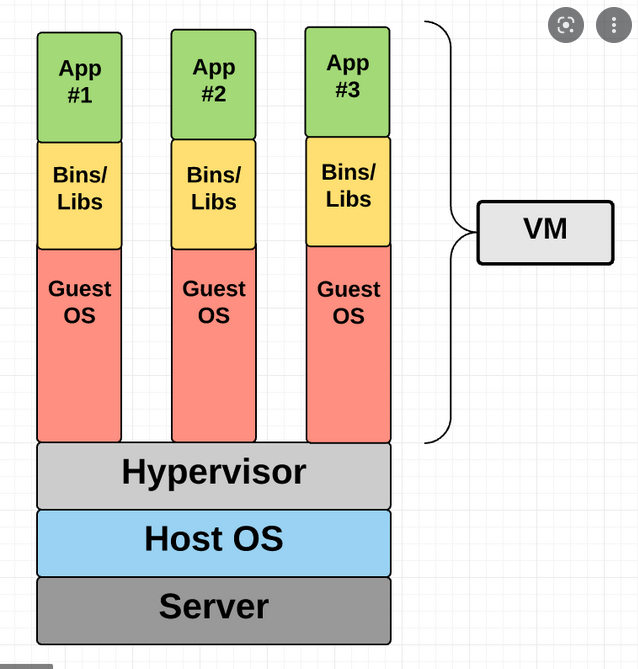 App
#1
App
#2
App
#3
Bins/
Libs
Bins/
Libs
Bins/
Libs
VM
Guest
OS
Guest
OS
Guest
OS
Hypervisor
Host OS
Server